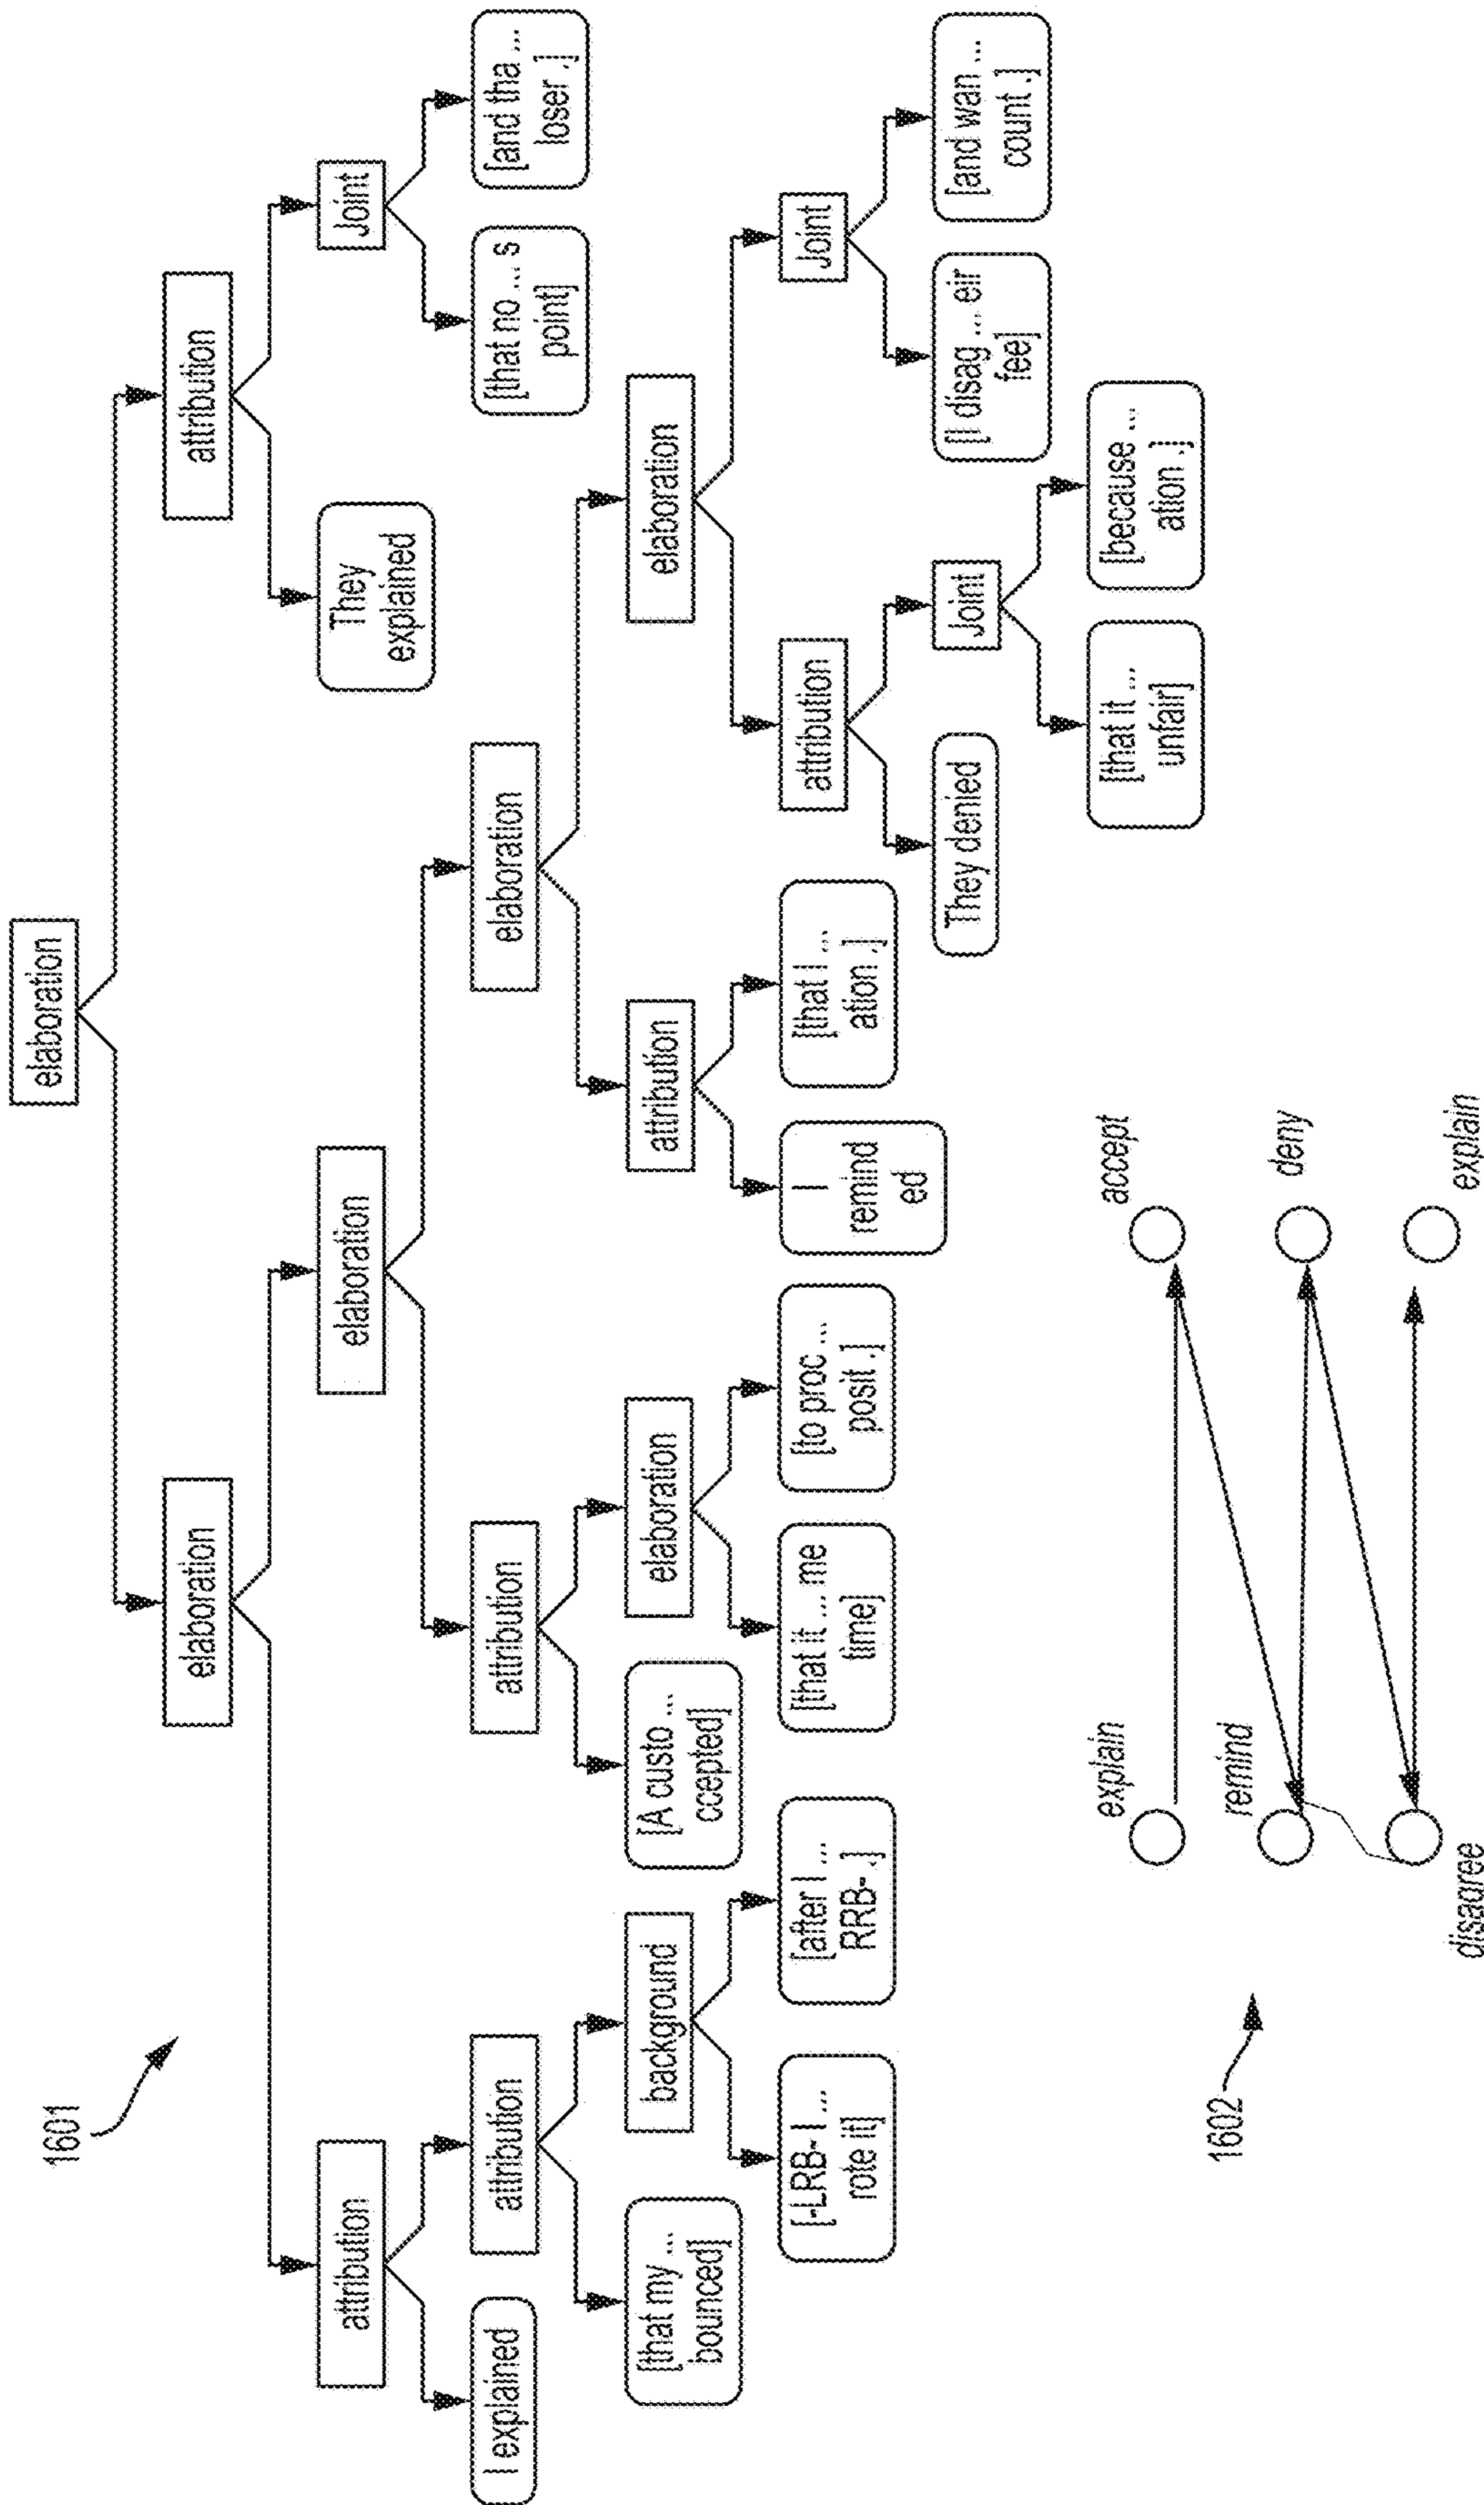 1601
elaboration
elaboration
attribution
attribution
elaboration
They
explained
Joint
I explained
attribution
attribution
elaboration
[that no ... s
point]
[and tha ...
loser .]
[that my ...
bounced]
background
[A custo ...
ccepted]
elaboration
attribution
elaboration
[-LRB- I ...
rote it]
[after I ...
RRB- .]
[that it ... me
time]
[to proc ...
posit .]
I
remind
ed
[that I ...
ation .]
attribution
Joint
They denied
Joint
[I disag ... eir
fee]
[and wan ...
count .]
[that it ...
unfair]
[because ...
ation .]
1602
explain
accept
remind
deny
disagree
explain